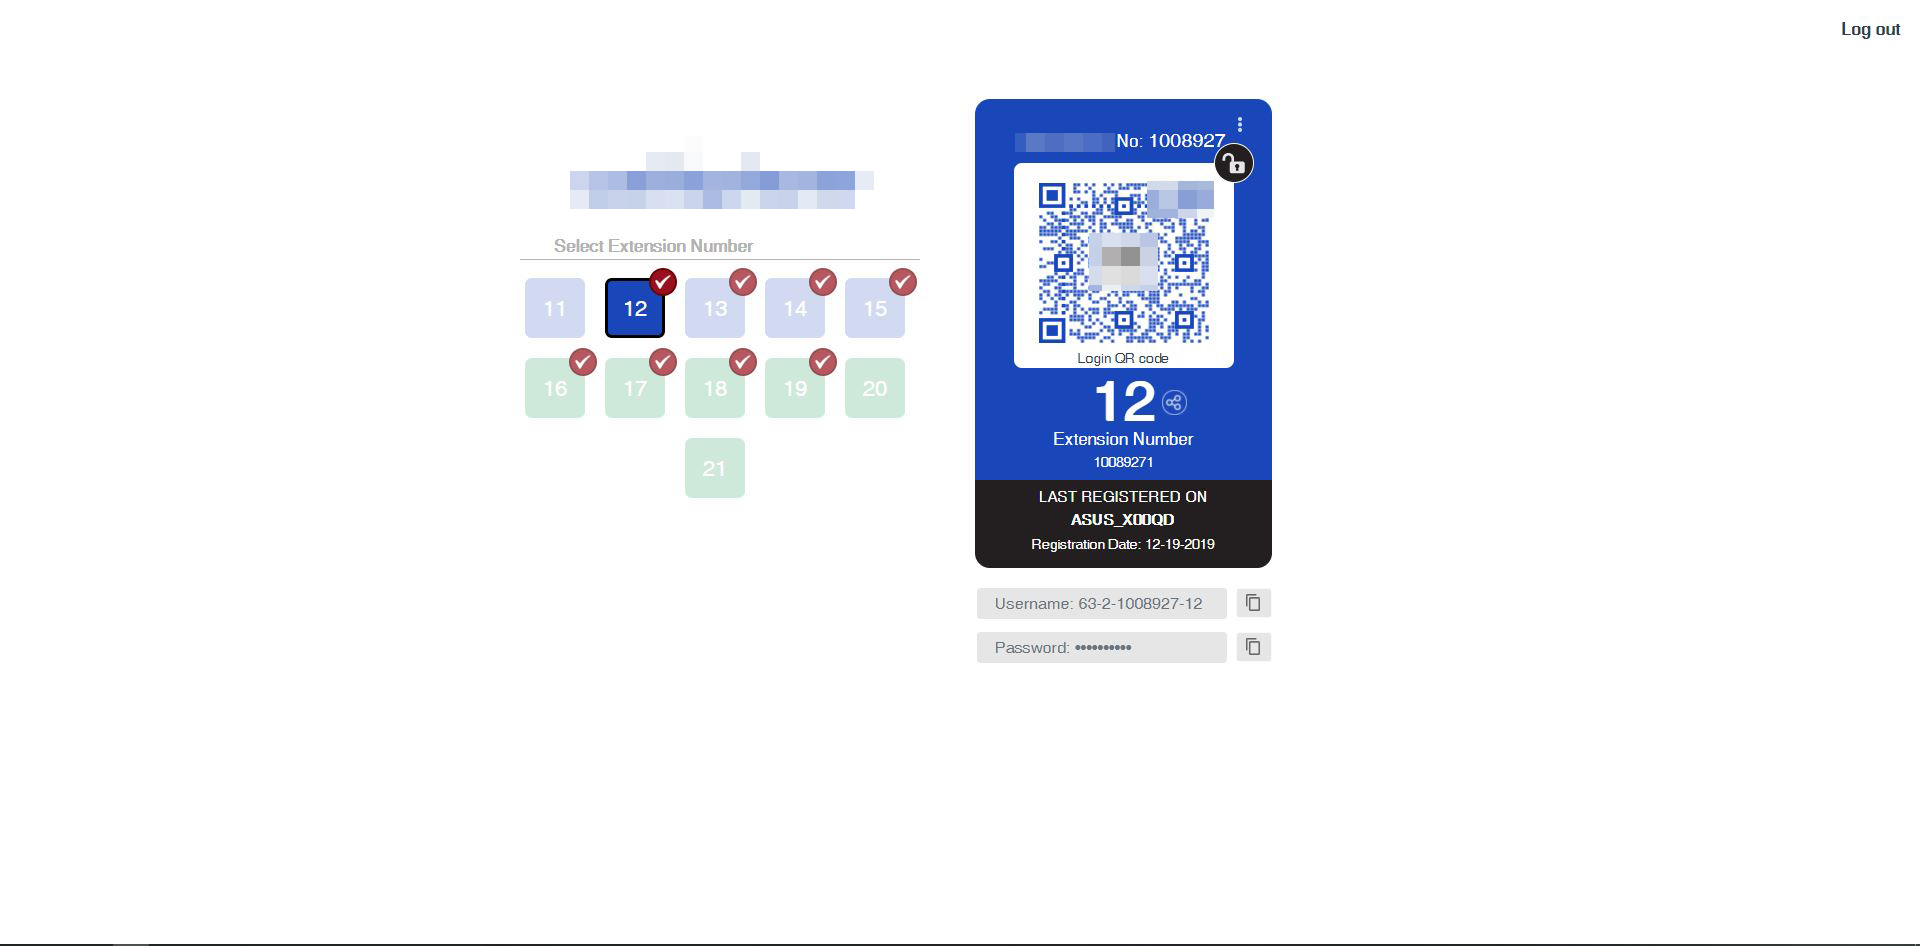 Log out
No: 1008927
Select Extension Number
11
12
13
14
15
16
17
18
19
20
21
Login QR code
12
Extension Number
10089271
LAST REGISTERED ON
ASUS_X00QD
Registration Date: 12-19-2019
Username: 63-2-1008927-12
Password: ••••••••••